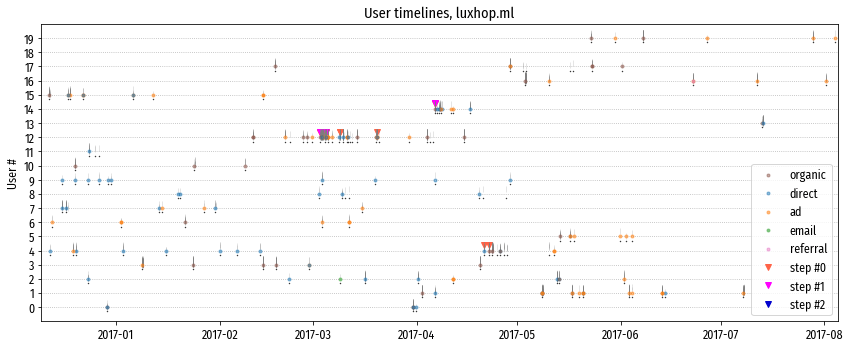 User timelines, luxhop.ml
User #
19
18
17
16
15
14
13
12
11
10
9
8
7
6
5
4
3
2
1
0
organic
direct
ad
email
referral
step #0
step #1
step #2
2017-01
2017-02
2017-03
2017-04
2017-05
2017-06
2017-07
2017-08